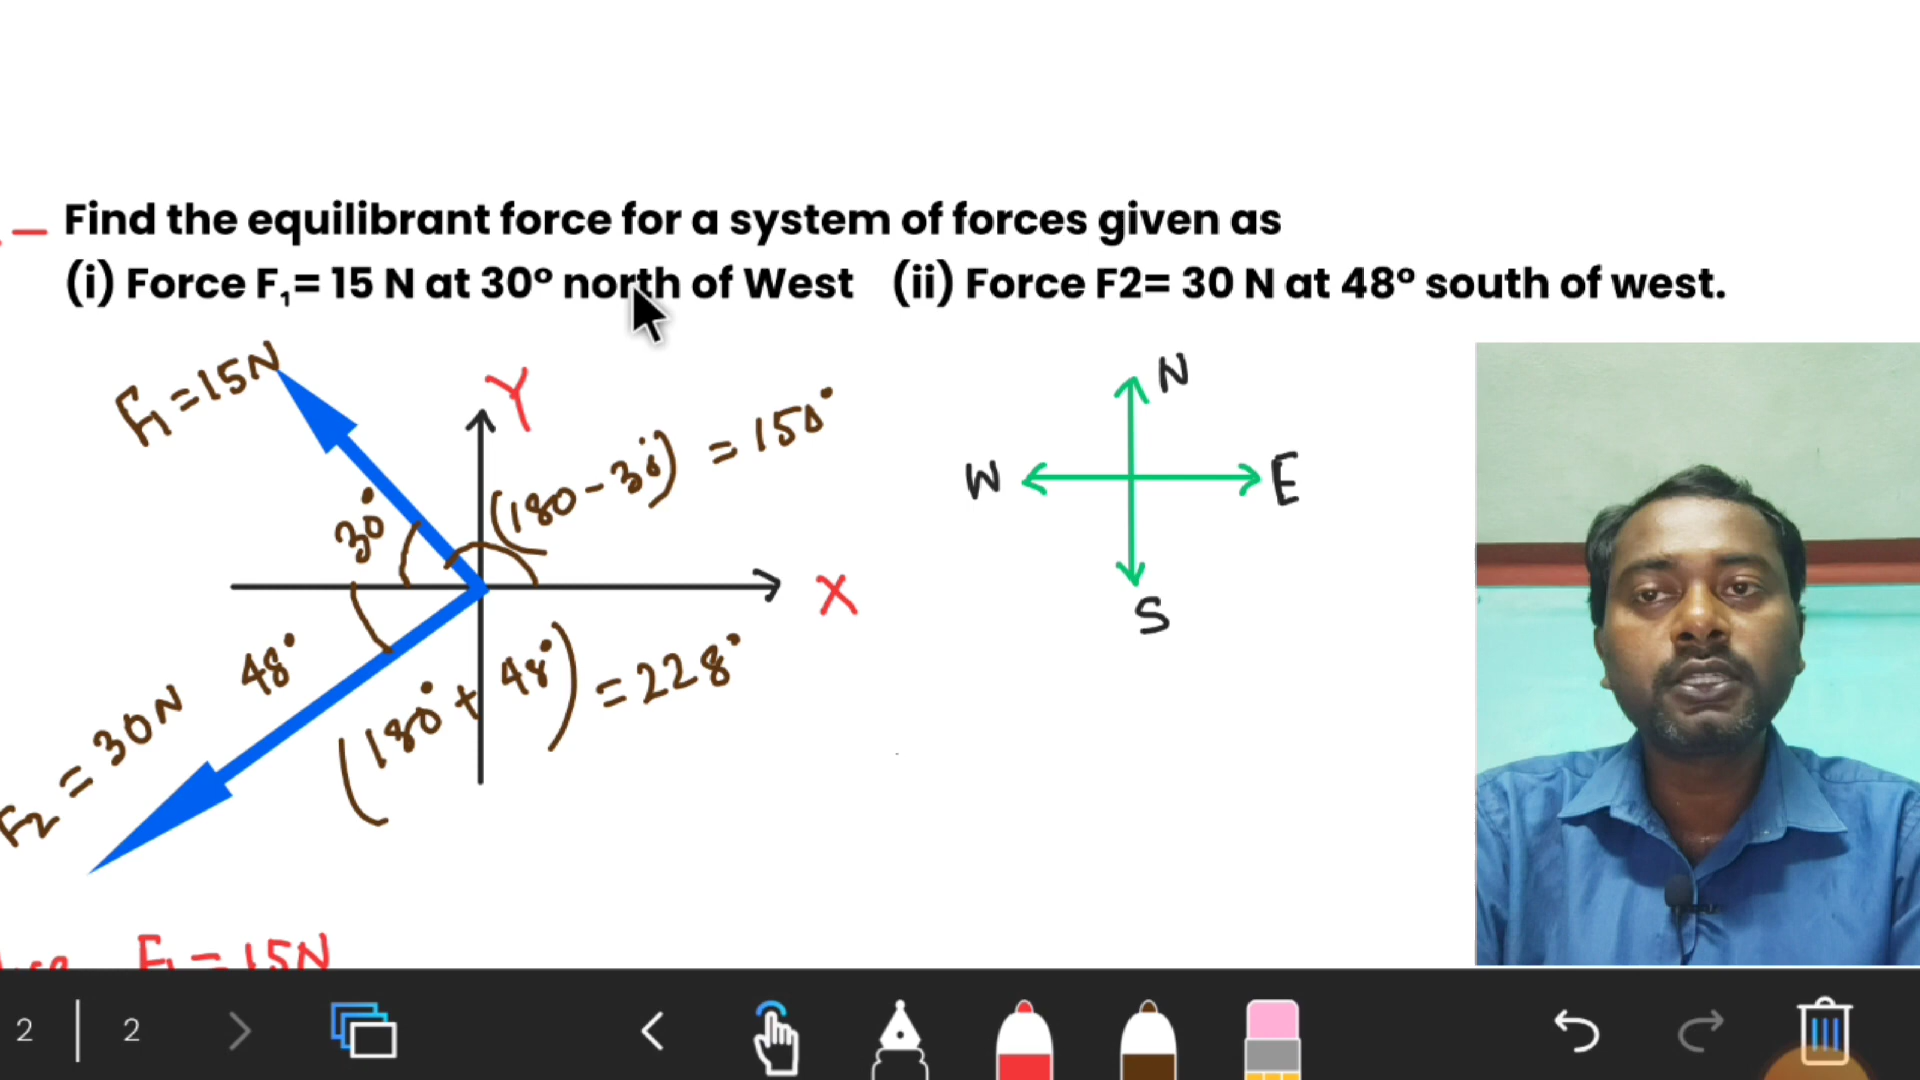 Find the equilibrant force for a system of forces given as
(i) Force F₁= 15 N at 30° north of West (ii) Force F2= 30 N at 48° south of west.
F₁ = 15N
Y
N
(180-30°) = 150°
W
E
30°
X
S
48°
(180° + 48°) = 228°
F₂ = 30N
F₁ = 15N
2
2